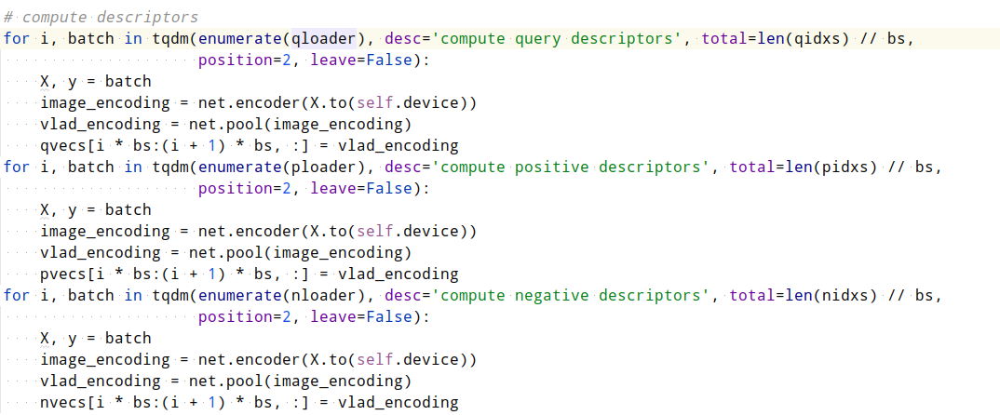 # compute descriptors
for i, batch in tqdm(enumerate(qloader), desc='compute query descriptors', total=len(qidxs) // bs,
                     position=2, leave=False):
    X, y = batch
    image_encoding = net.encoder(X.to(self.device))
    vlad_encoding = net.pool(image_encoding)
    qvecs[i * bs:(i + 1) * bs, :] = vlad_encoding
for i, batch in tqdm(enumerate(ploader), desc='compute positive descriptors', total=len(pidxs) // bs,
                     position=2, leave=False):
    X, y = batch
    image_encoding = net.encoder(X.to(self.device))
    vlad_encoding = net.pool(image_encoding)
    pvecs[i * bs:(i + 1) * bs, :] = vlad_encoding
for i, batch in tqdm(enumerate(nloader), desc='compute negative descriptors', total=len(nidxs) // bs,
                     position=2, leave=False):
    X, y = batch
    image_encoding = net.encoder(X.to(self.device))
    vlad_encoding = net.pool(image_encoding)
    nvecs[i * bs:(i + 1) * bs, :] = vlad_encoding